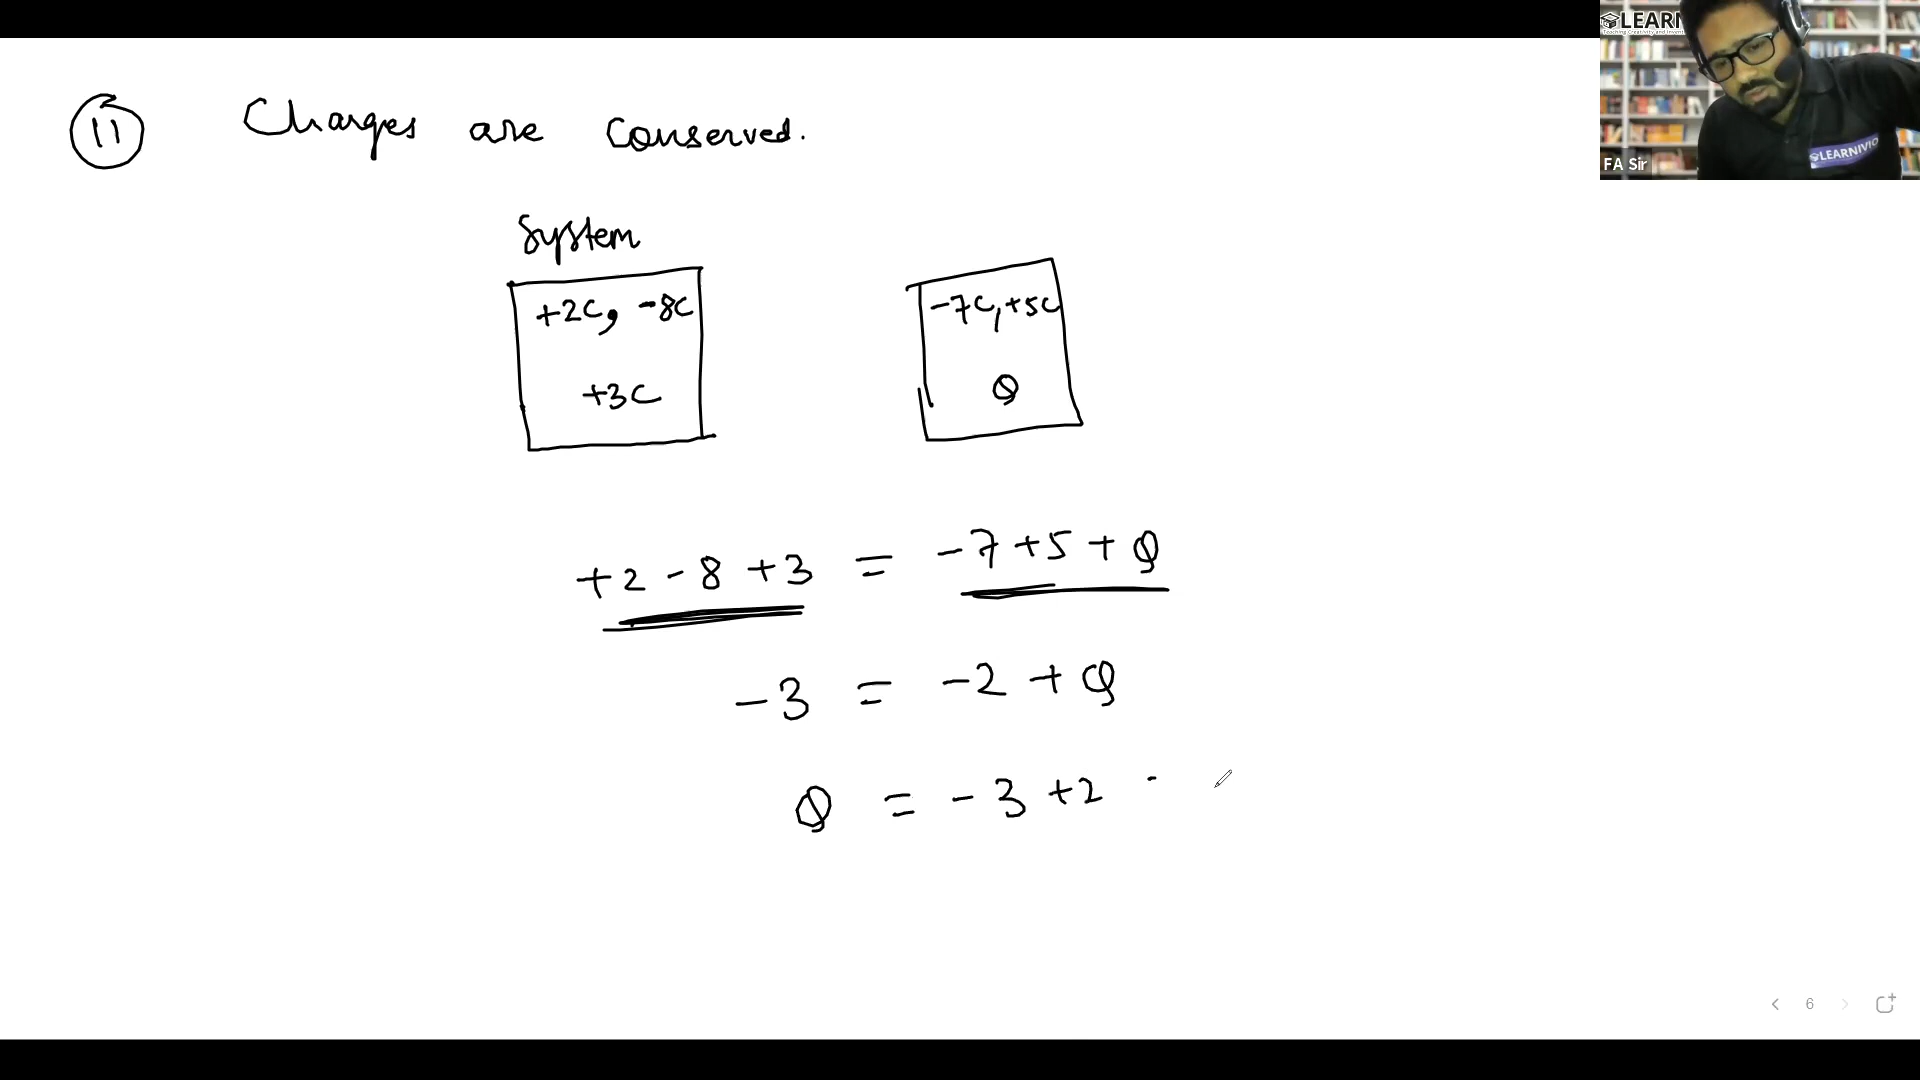 LEARN
FA Sir
LEARNIVIO
11 Charges are conserved.
System
+2C, -8C
+3C
-7C, +5C
Q
+2 - 8 + 3 = -7 + 5 + Q
-3 = -2 + Q
Q = -3 + 2 -
6